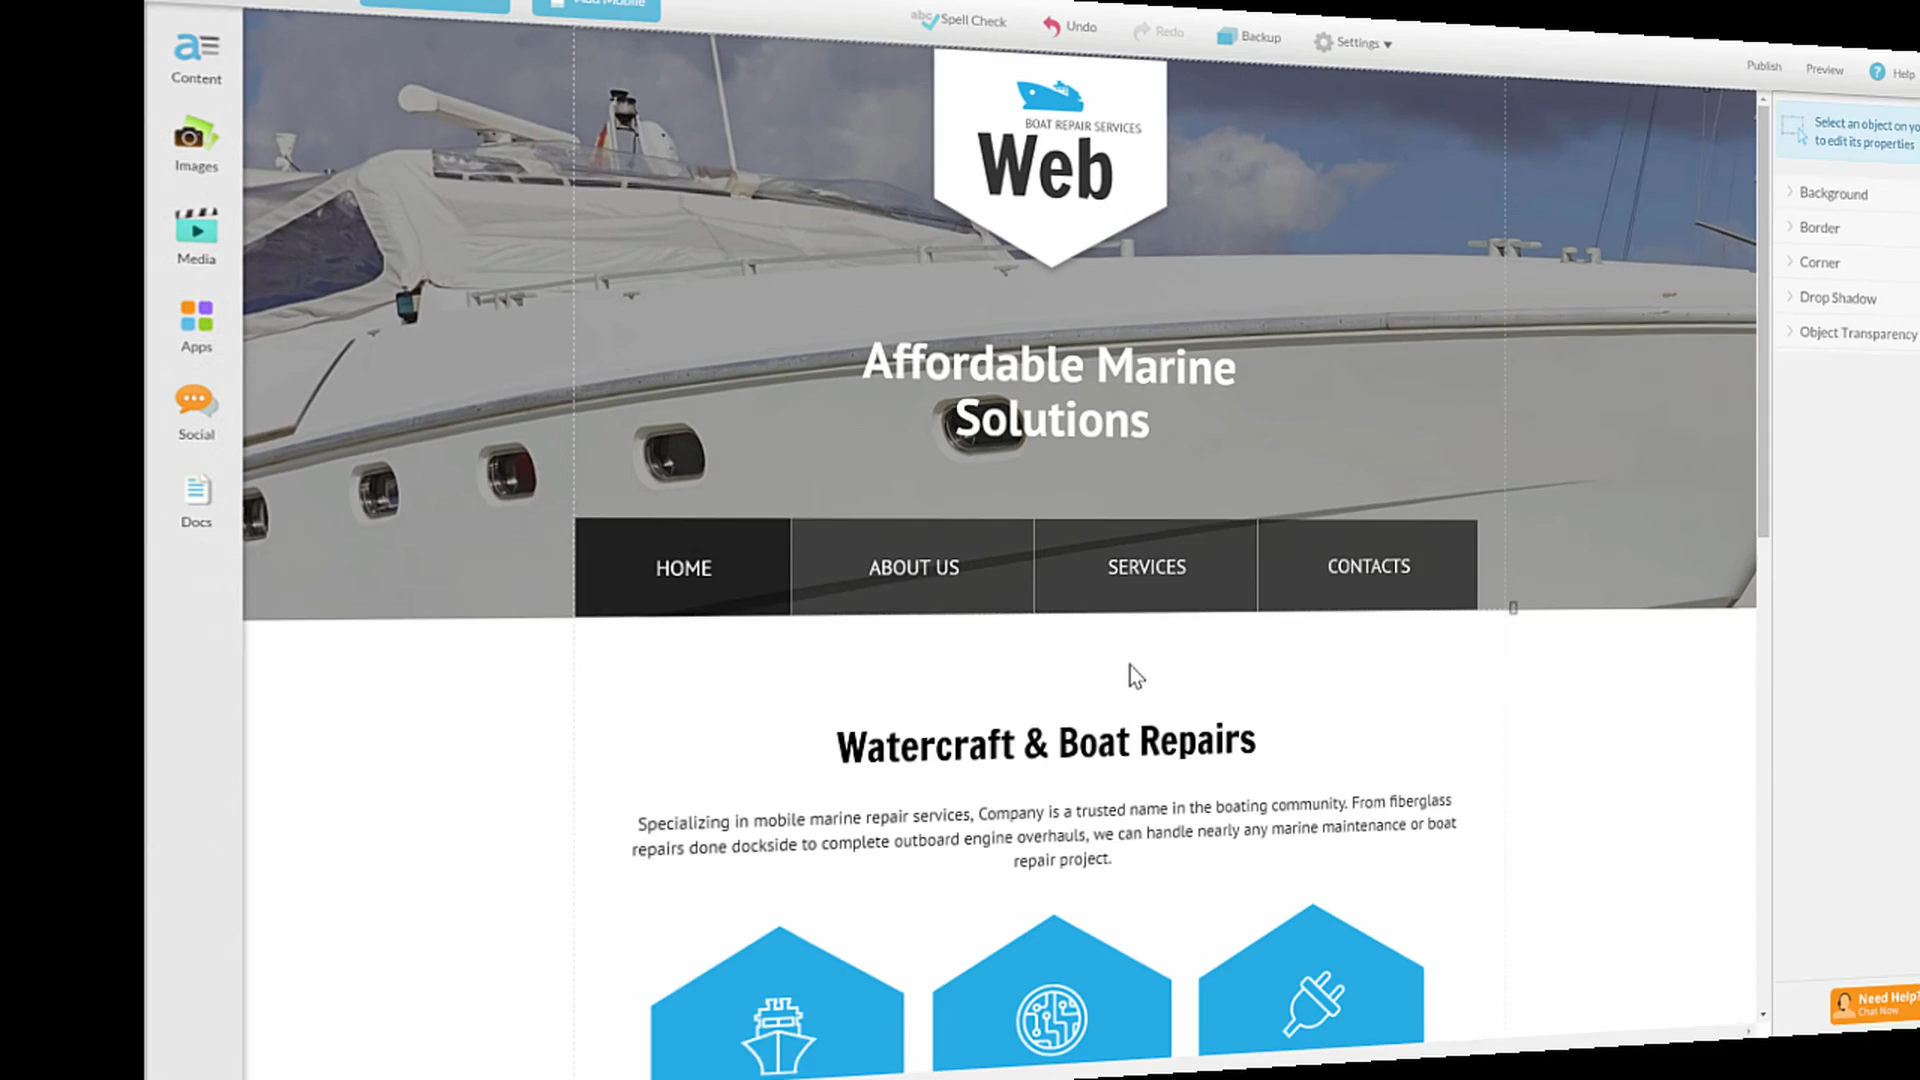 Add Mobile
abc Spell Check
Undo
Redo
Backup
Settings
Publish
Preview
? Help
Content
Images
Media
Apps
Social
Docs
BOAT REPAIR SERVICES
Web
Affordable Marine
Solutions
HOME
ABOUT US
SERVICES
CONTACTS
Watercraft & Boat Repairs
Specializing in mobile marine repair services, Company is a trusted name in the boating community. From fiberglass
repairs done dockside to complete outboard engine overhauls, we can handle nearly any marine maintenance or boat
repair project.
Select an object on yo
to edit its properties
Background
Border
Corner
Drop Shadow
Object Transparency
Need Help?
Chat Now